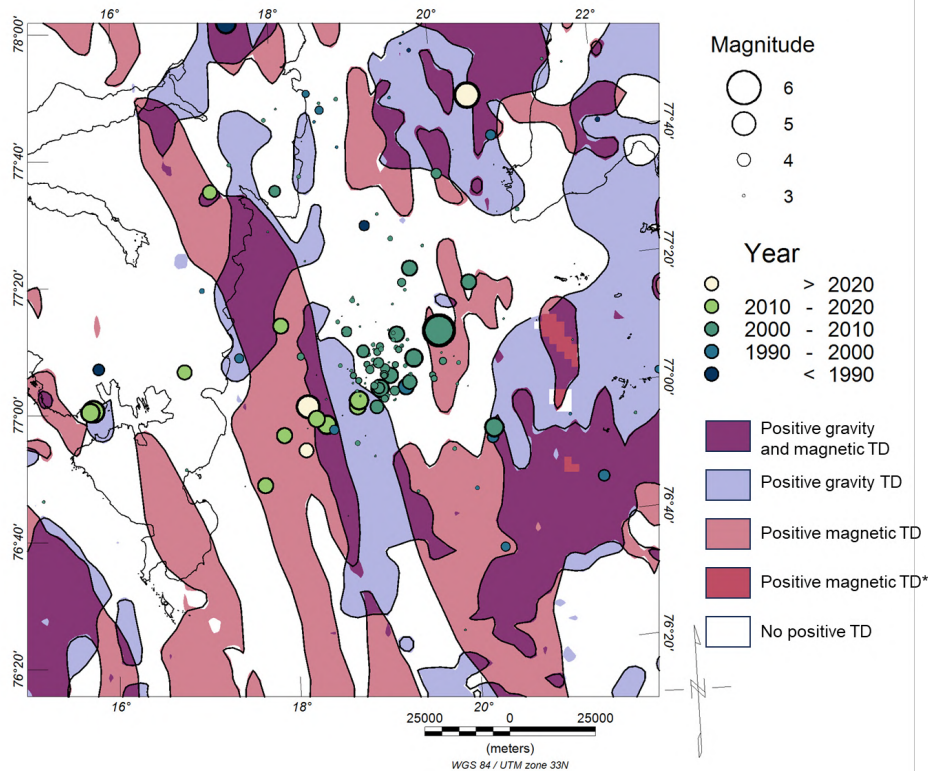 16° 18° 20° 22°
78°00'
77°40'
77°20'
77°00'
76°40'
76°20'
77°40'
77°20'
77°00'
76°40'
76°20'
16° 18° 20°
Magnitude
6
5
4
3
Year
> 2020
2010 - 2020
2000 - 2010
1990 - 2000
< 1990
Positive gravity
and magnetic TD
Positive gravity TD
Positive magnetic TD
Positive magnetic TD*
No positive TD
25000 0 25000
(meters)
WGS 84 / UTM zone 33N
N